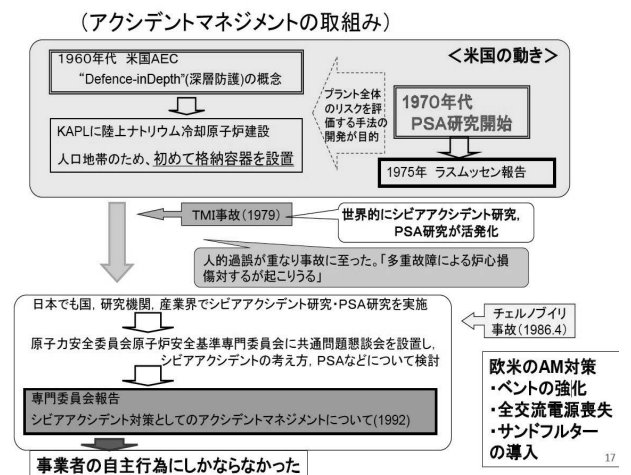 (アクシデントマネジメントの取組み)
<米国の動き>
1960年代 米国AEC
“Defence-inDepth”(深層防護)の概念
KAPLに陸上ナトリウム冷却原子炉建設
人口地帯のため、初めて格納容器を設置
プラント全体
のリスクを評
価する手法の
開発が目的
1970年代
PSA研究開始
1975年 ラスムッセン報告
TMI事故(1979)
世界的にシビアアクシデント研究,
PSA研究が活発化
人的過誤が重なり事故に至った。「多重故障による炉心損
傷対するが起こりうる」
日本でも国, 研究機関, 産業界でシビアアクシデント研究・PSA研究を実施
原子力安全委員会原子炉安全基準専門委員会に共通問題懇談会を設置し,
シビアアクシデントの考え方, PSAなどについて検討
専門委員会報告
シビアアクシデント対策としてのアクシデントマネジメントについて(1992)
事業者の自主行為にしかならなかった
チェルノブイリ
事故(1986.4)
欧米のAM対策
・ベントの強化
・全交流電源喪失
・サンドフルター
の導入
17